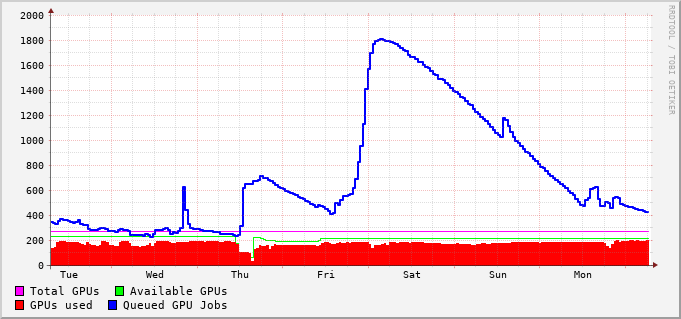 2000
1800
1600
1400
1200
1000
800
600
400
200
0
Tue Wed Thu Fri Sat Sun Mon
Total GPUs Available GPUs
GPUs used Queued GPU Jobs
RRDTOOL / TOBI OETIKER